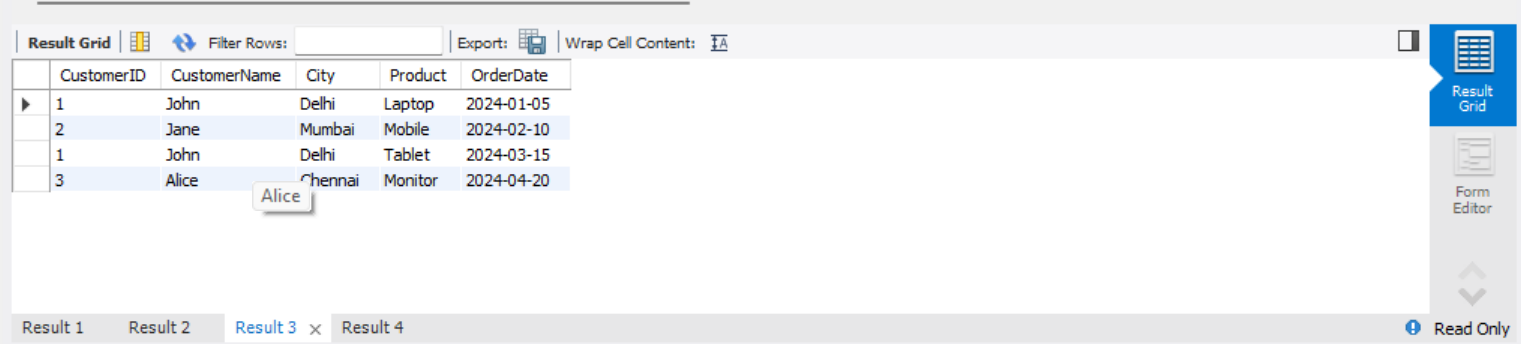 Result Grid Filter Rows: Export: Wrap Cell Content: IA
CustomerID CustomerName City Product OrderDate
1 John Delhi Laptop 2024-01-05
2 Jane Mumbai Mobile 2024-02-10
1 John Delhi Tablet 2024-03-15
3 Alice Chennai Monitor 2024-04-20
Alice
Result
Grid
Form
Editor
Result 1 Result 2 Result 3 × Result 4 Read Only